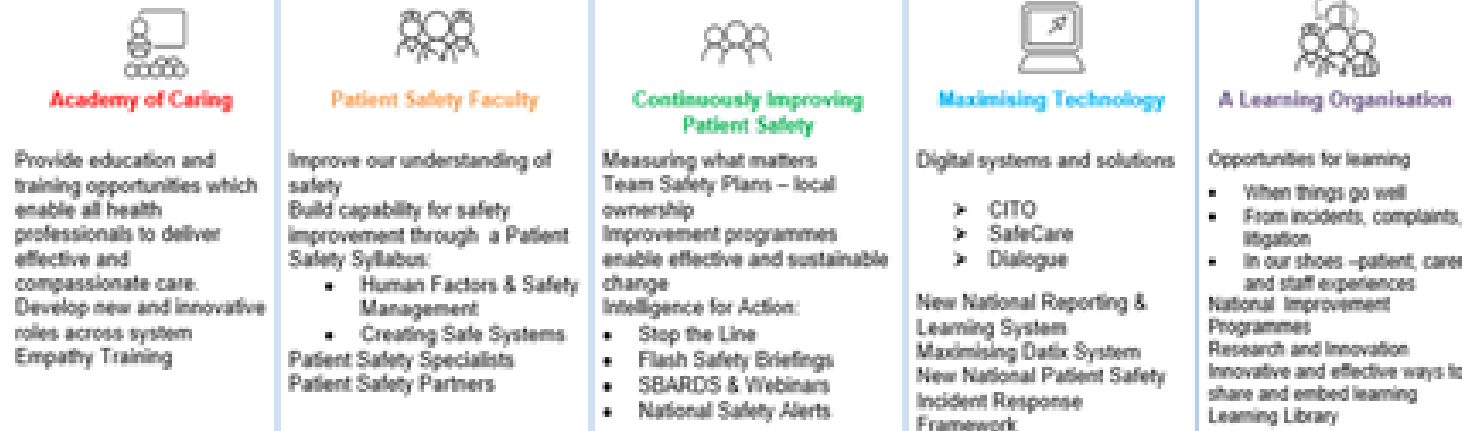 Academy of Caring
Provide education and
training opportunities which
enable all health
professionals to deliver
effective and
compassionate care.
Develop new and innovative
roles across system
Empathy Training
Patient Safety Faculty
Improve our understanding of
safety
Build capability for safety
improvement through a Patient
Safety Syllabus:
• Human Factors & Safety
Management
• Creating Safe Systems
Patient Safety Specialists
Patient Safety Partners
Continuously Improving
Patient Safety
Measuring what matters
Team Safety Plans – local
ownership
Improvement programmes
enable effective and sustainable
change
Intelligence for Action:
• Stop the Line
• Flash Safety Briefings
• SBARDS & Webinars
• National Safety Alerts
Maximising Technology
Digital systems and solutions
➢ CITO
➢ SafeCare
➢ Dialogue
New National Reporting &
Learning System
Maximising Datix System
New National Patient Safety
Incident Response
Framework
A Learning Organisation
Opportunities for learning
• When things go well
• From incidents, complaints,
litigation
• In our shoes –patient, carer
and staff experiences
National Improvement
Programmes
Research and Innovation
Innovative and effective ways to
share and embed learning
Learning Library